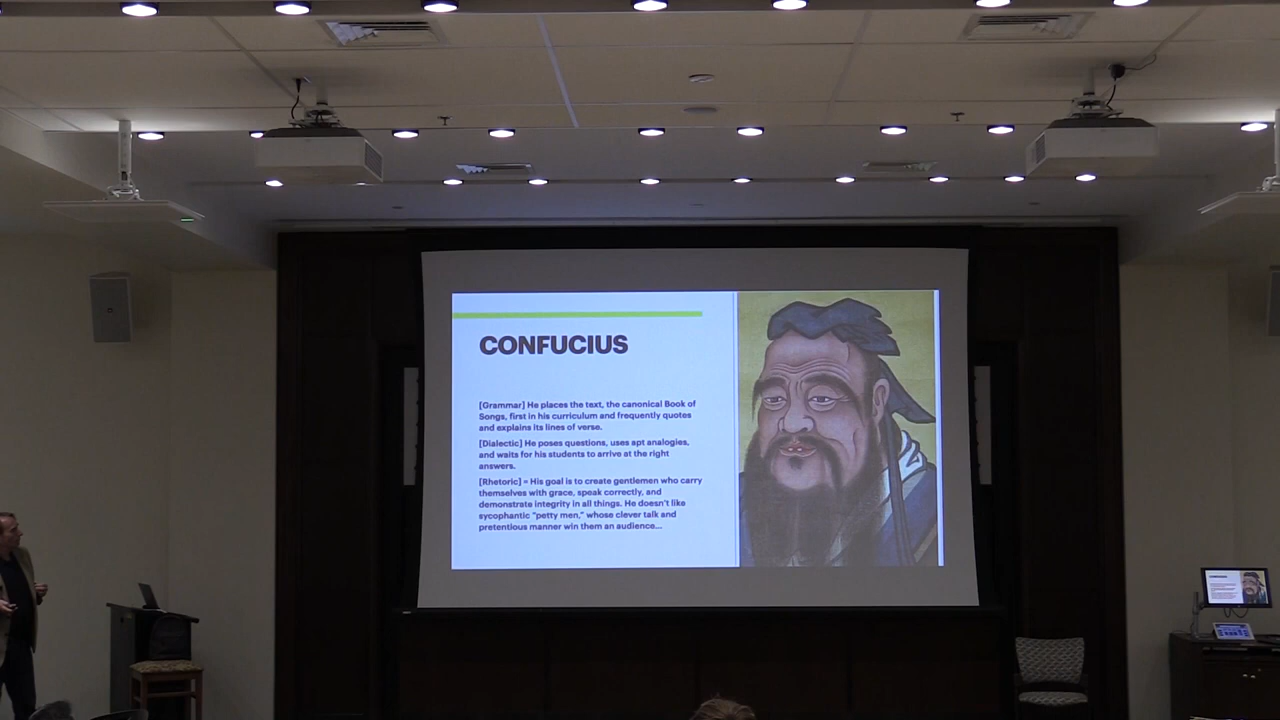 CONFUCIUS
[Grammar] He places the text, the canonical Book of
Songs, first in his curriculum and frequently quotes
and explains its lines of verse.
[Dialectic] He poses questions, uses apt analogies,
and waits for his students to arrive at the right
answers.
[Rhetoric] = His goal is to create gentlemen who carry
themselves with grace, speak correctly, and
demonstrate integrity in all things. He doesn't like
sycophantic "petty men," whose clever talk and
pretentious manner win them an audience...
CONFUCIUS